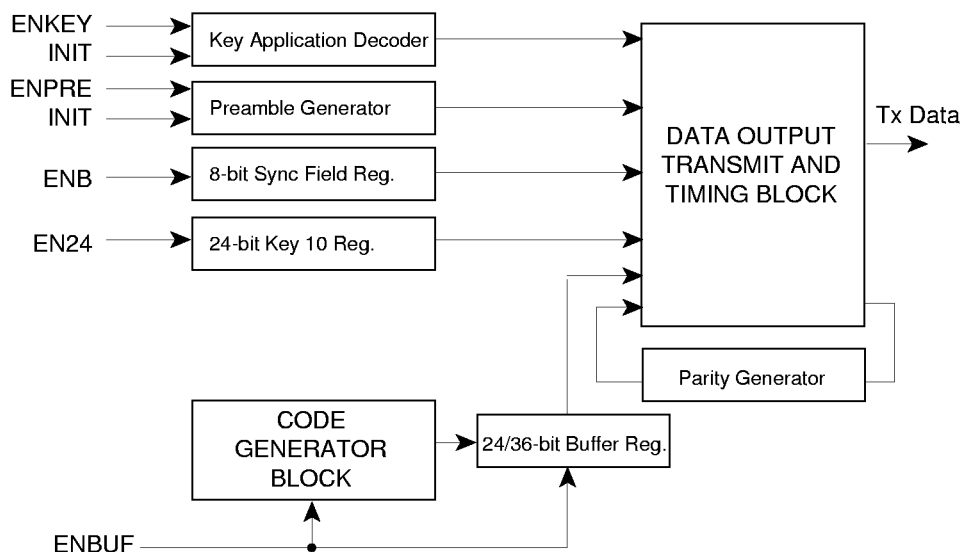 ENKEY
INIT
Key Application Decoder
ENPRE
INIT
Preamble Generator
ENB
8-bit Sync Field Reg.
EN24
24-bit Key 10 Reg.
DATA OUTPUT
TRANSMIT AND
TIMING BLOCK
Tx Data
Parity Generator
CODE
GENERATOR
BLOCK
24/36-bit Buffer Reg.
ENBUF